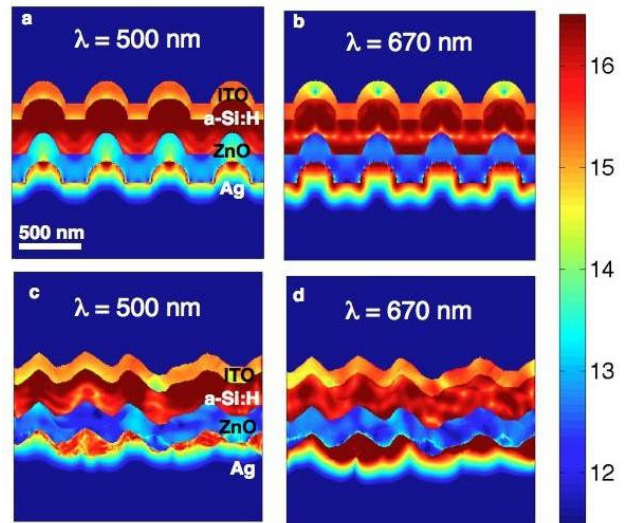 a
λ = 500 nm
ITO
a-Si:H
ZnO
Ag
500 nm
b
λ = 670 nm
c
λ = 500 nm
ITO
a-Si:H
ZnO
Ag
d
λ = 670 nm
16
15
14
13
12